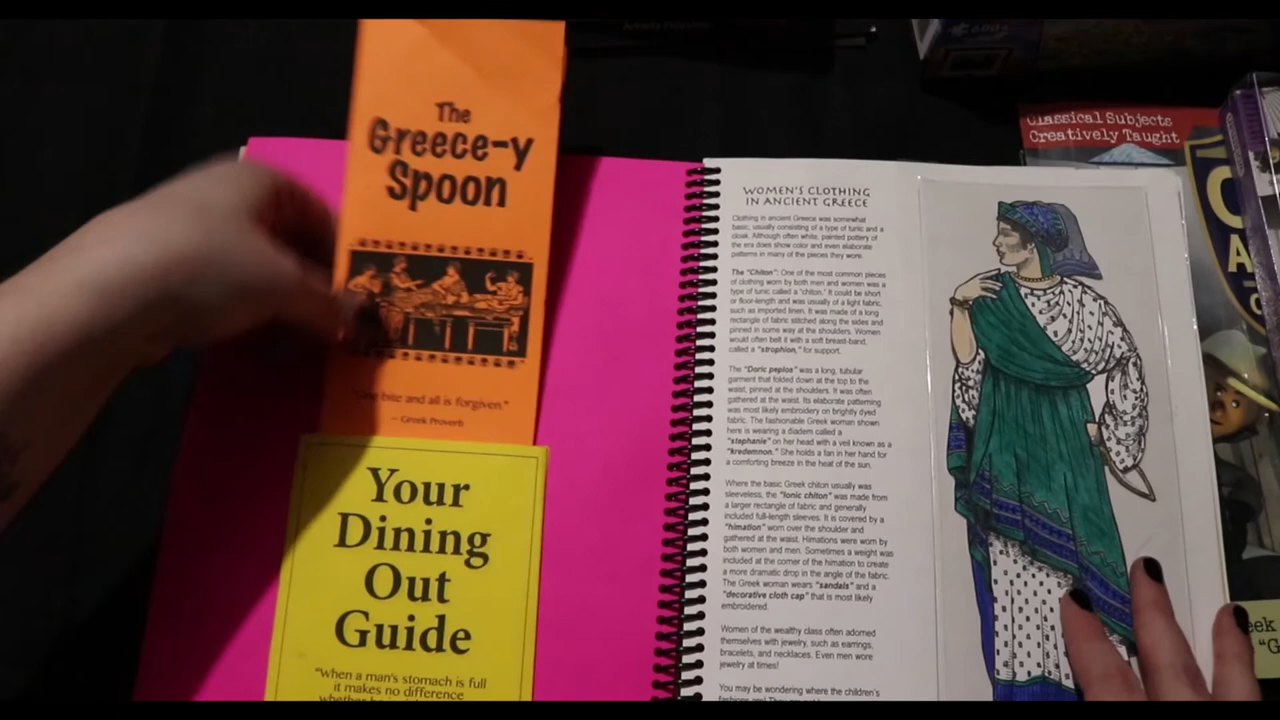 The
Greece-y
Spoon
bite and all is forgiven."
— Greek Proverb
Your
Dining
Out
Guide
"When a man's stomach is full
it makes no difference
WOMEN'S CLOTHING
IN ANCIENT GREECE
Clothing in ancient Greece was somewhat
basic, usually consisting of a type of tunic and a
cloak. Although often white, painted pottery of
the era does show color and even elaborate
patterns in many of the pieces they wore.
The "Chiton": One of the most common pieces
of clothing worn by both men and women was a
type of tunic called a "chiton." It could be short
or floor-length and was usually of a light fabric,
such as imported linen. It was made of a long
rectangle of fabric stitched along the sides and
pinned in some way at the shoulders. Women
would often belt it with a soft breast-band,
called a "strophion," for support.
The "Doric peplos" was a long, tubular
garment that folded down at the top to the
waist, pinned at the shoulders. It was often
gathered at the waist. Its elaborate patterning
was most likely embroidery on brightly dyed
fabric. The fashionable Greek woman shown
here is wearing a diadem called a
"stephanie" on her head with a veil known as a
"kredemnon." She holds a fan in her hand for
a comforting breeze in the heat of the sun.
Where the basic Greek chiton usually was
sleeveless, the "Ionic chiton" was made from
a larger rectangle of fabric and generally
included full-length sleeves. It is covered by a
"himation" worn over the shoulder and
gathered at the waist. Himations were worn by
both women and men. Sometimes a weight was
included at the corner of the himation to create
a more dramatic drop in the angle of the fabric.
The Greek woman wears "sandals" and a
"decorative cloth cap" that is most likely
embroidered.
Women of the wealthy class often adorned
themselves with jewelry, such as earrings,
bracelets, and necklaces. Even men wore
jewelry at times!
You may be wondering where the children's
Classical Subjects
Creatively Taught